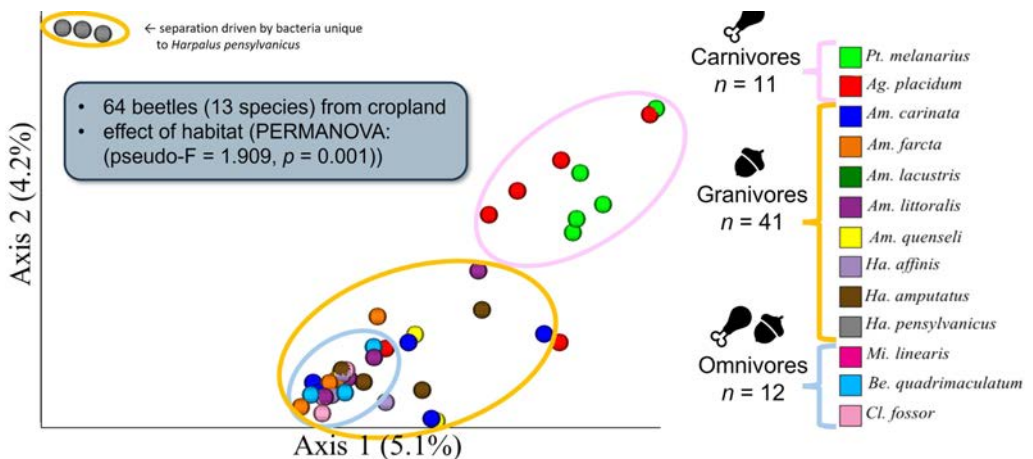 ← separation driven by bacteria unique
to Harpalus pensylvanicus
• 64 beetles (13 species) from cropland
• effect of habitat (PERMANOVA:
(pseudo-F = 1.909, p = 0.001))
Axis 2 (4.2%)
Axis 1 (5.1%)
Carnivores
n = 11
Granivores
n = 41
Omnivores
n = 12
Pt. melanarius
Ag. placidum
Am. carinata
Am. farcta
Am. lacustris
Am. littoralis
Am. quenseli
Ha. affinis
Ha. amputatus
Ha. pensylvanicus
Mi. linearis
Be. quadrimaculatum
Cl. fossor